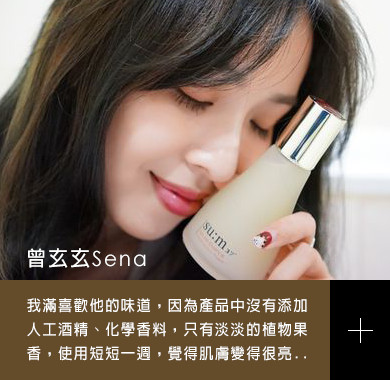 su:m37°
曾玄玄Sena
我滿喜歡他的味道，因為產品中沒有添加
人工酒精、化學香料，只有淡淡的植物果
香，使用短短一週，覺得肌膚變得很亮..